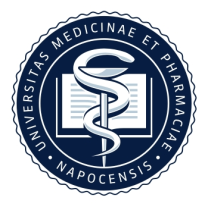 UNIVERSITAS MEDICINAE ET PHARMACIAE
NAPOCENSIS